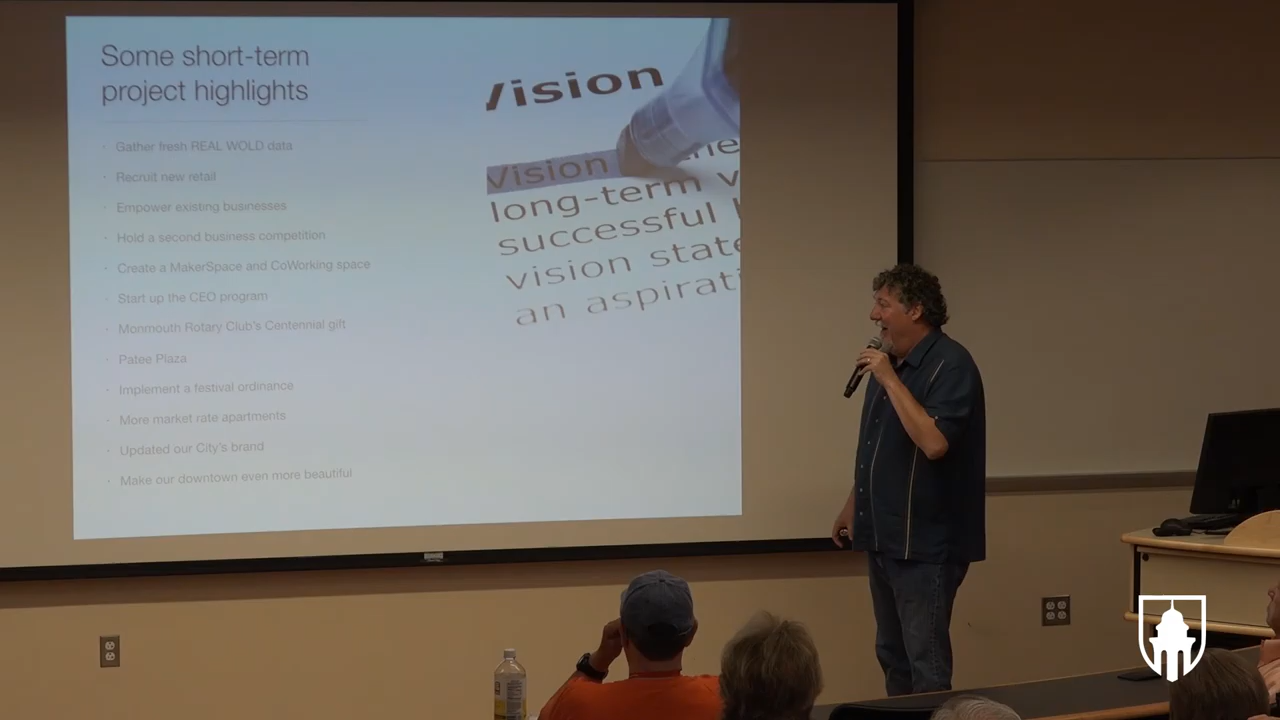 Some short-term
project highlights
· Gather fresh REAL WOLD data
· Recruit new retail
· Empower existing businesses
· Hold a second business competition
· Create a MakerSpace and CoWorking space
· Start up the CEO program
· Monmouth Rotary Club's Centennial gift
· Patee Plaza
· Implement a festival ordinance
· More market rate apartments
· Updated our City's brand
· Make our downtown even more beautiful
Vision
Vision
long-term v
successful
vision state
an aspirati